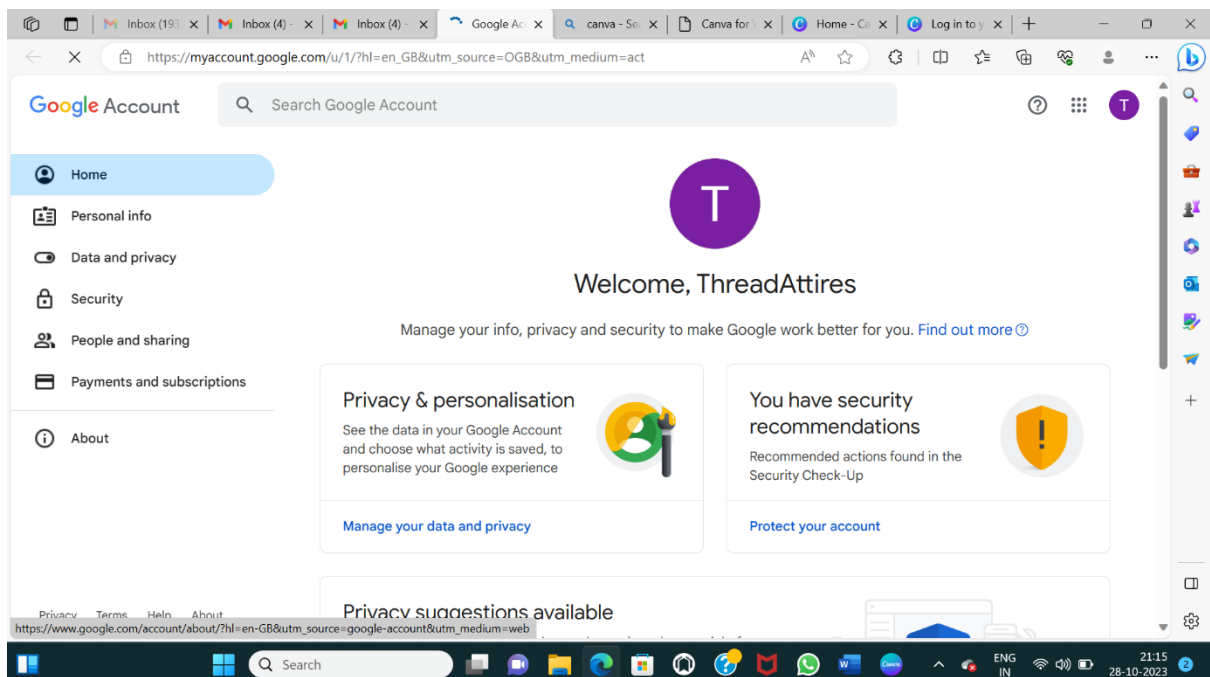 Inbox (193
Inbox (4) -
Inbox (4) -
Google Ac
canva - Se
Canva for
Home - Ca
Log in to y
https://myaccount.google.com/u/1/?hl=en_GB&utm_source=OGB&utm_medium=act
Google Account
Search Google Account
T
Home
Personal info
Data and privacy
Security
People and sharing
Payments and subscriptions
About
T
Welcome, ThreadAttires
Manage your info, privacy and security to make Google work better for you. Find out more
Privacy & personalisation
See the data in your Google Account
and choose what activity is saved, to
personalise your Google experience
Manage your data and privacy
You have security
recommendations
Recommended actions found in the
Security Check-Up
Protect your account
Privacy suggestions available
Privacy Terms Help About
https://www.google.com/account/about/?hl=en-GB&utm_source=google-account&utm_medium=web
Search
ENG
IN
21:15
28-10-2023
2